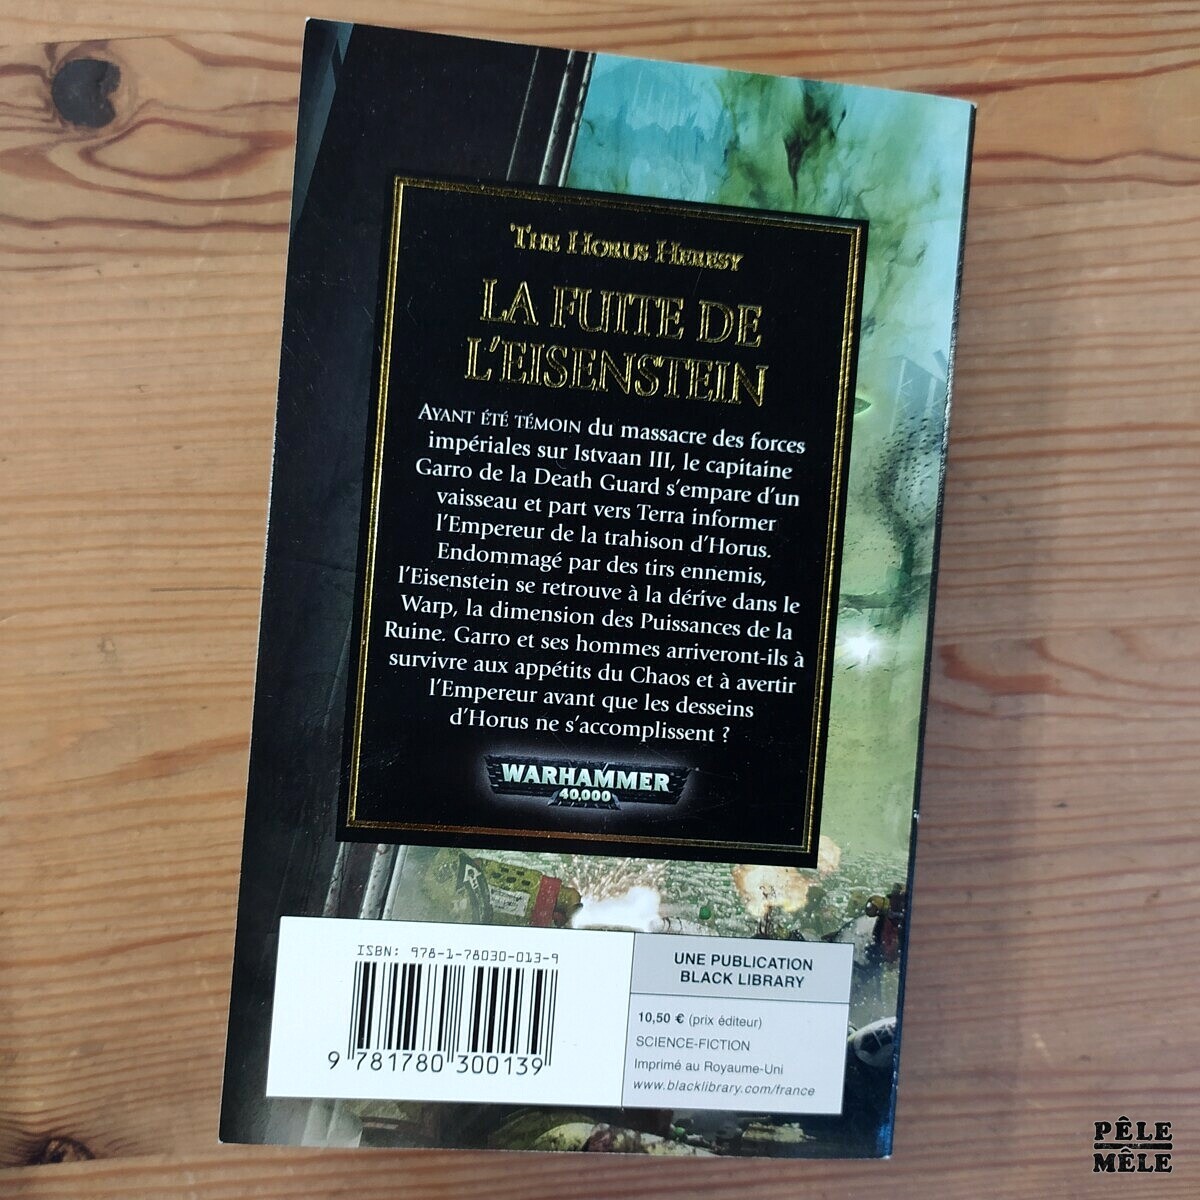 THE HORUS HERESY
LA FUITE DE
L'EISENSTEIN
AYANT ÉTÉ TÉMOIN du massacre des forces
impériales sur Istvaan III, le capitaine
Garro de la Death Guard s'empare d'un
vaisseau et part vers Terra informer
l'Empereur de la trahison d'Horus.
Endommagé par des tirs ennemis,
l'Eisenstein se retrouve à la dérive dans le
Warp, la dimension des Puissances de la
Ruine. Garro et ses hommes arriveront-ils à
survivre aux appétits du Chaos et à avertir
l'Empereur avant que les desseins
d'Horus ne s'accomplissent ?
WARHAMMER
40,000
ISBN: 978-1-78030-013-9
9 781780 300139
UNE PUBLICATION
BLACK LIBRARY
10,50 € (prix éditeur)
SCIENCE-FICTION
Imprimé au Royaume-Uni
www.blacklibrary.com/france
PÊLE
MÊLE